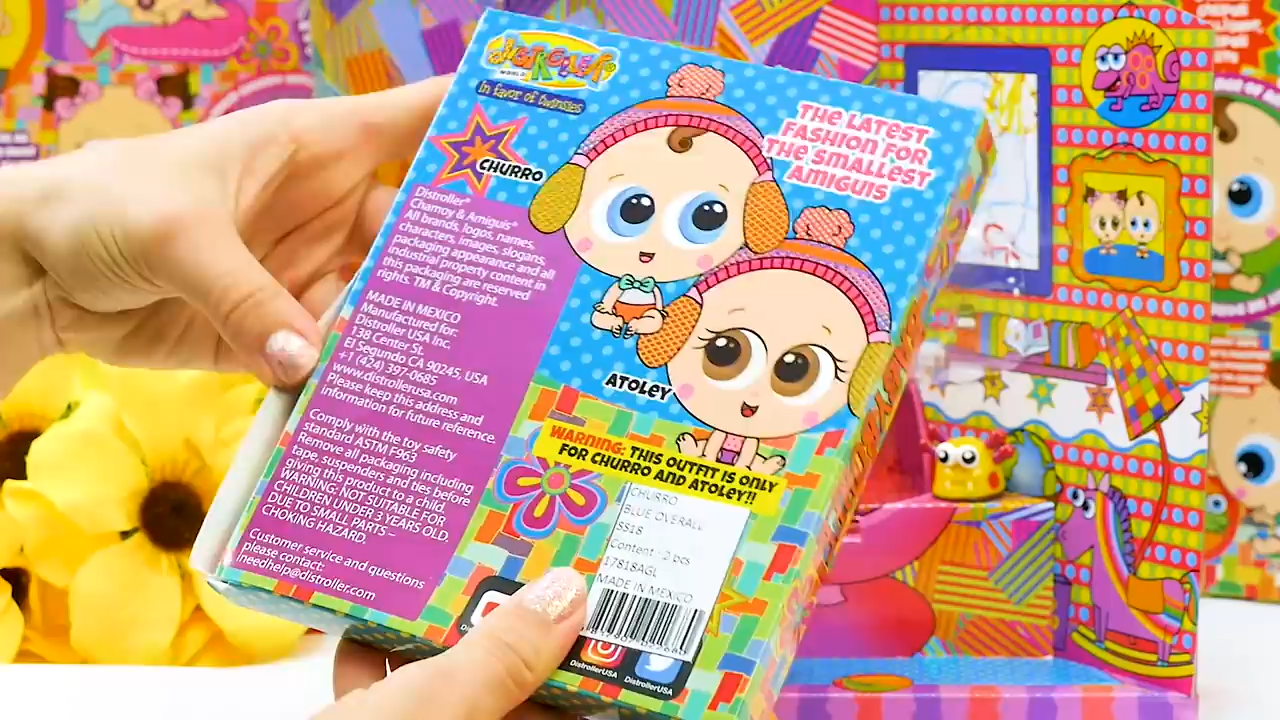 DISTROLLER
WORLD
in favor of twinsies
THE LATEST
FASHION FOR
THE SMALLEST
AMIGUIS
CHURRO
Distroller®
Chamoy & Amiguis®
All brands, logos, names,
characters, images, slogans,
packaging appearance and all
industrial property content in
this packaging are reserved
rights. TM & Copyright.
MADE IN MEXICO
Manufactured for:
Distroller USA Inc.
138 Center St.
El Segundo CA 90245, USA
+1 (424) 397-0685
www.distrollerusa.com
Please keep this address and
information for future reference.
Comply with the toy safety
standard ASTM F963
Remove all packaging including
tape, suspenders and ties before
giving this product to a child.
WARNING: NOT SUITABLE FOR
CHILDREN UNDER 3 YEARS OLD.
DUE TO SMALL PARTS –
CHOKING HAZARD.
Customer service and questions
please contact:
ineedhelp@distroller.com
ATOLEY
WARNING: THIS OUTFIT IS ONLY
FOR CHURRO AND ATOLEY!!
CHURRO
BLUE OVERALL
SS18
Content: 2 pcs
17818AGL
MADE IN MEXICO
DistrollerUSA
DistrollerUSA